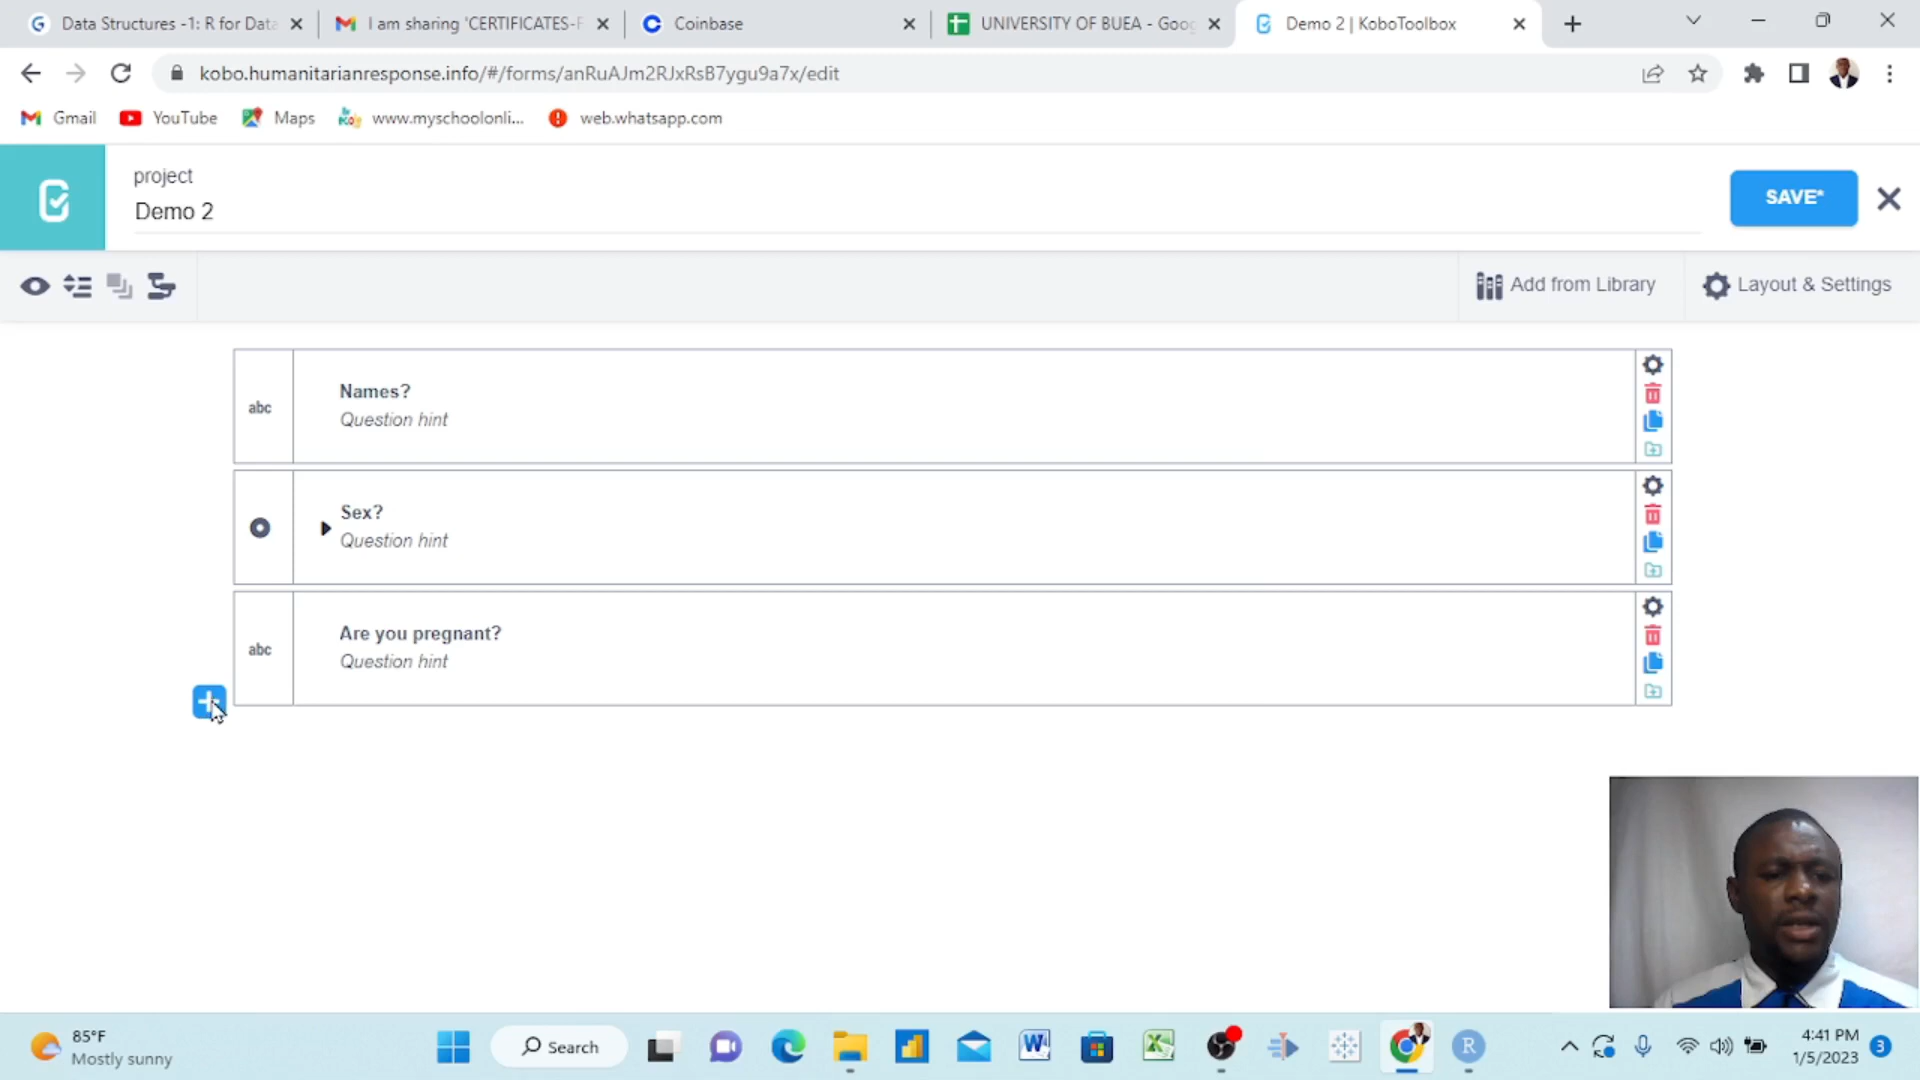 Data Structures -1: R for Data
I am sharing 'CERTIFICATES-F
Coinbase
UNIVERSITY OF BUEA - Goog
Demo 2 | KoboToolbox
kobo.humanitarianresponse.info/#/forms/anRuAJm2RJxRsB7ygu9a7x/edit
Gmail
YouTube
Maps
www.myschoolonli...
web.whatsapp.com
project
Demo 2
SAVE*
Add from Library
Layout & Settings
abc
Names?
Question hint
Sex?
Question hint
abc
Are you pregnant?
Question hint
85°F
Mostly sunny
Search
4:41 PM
1/5/2023
3